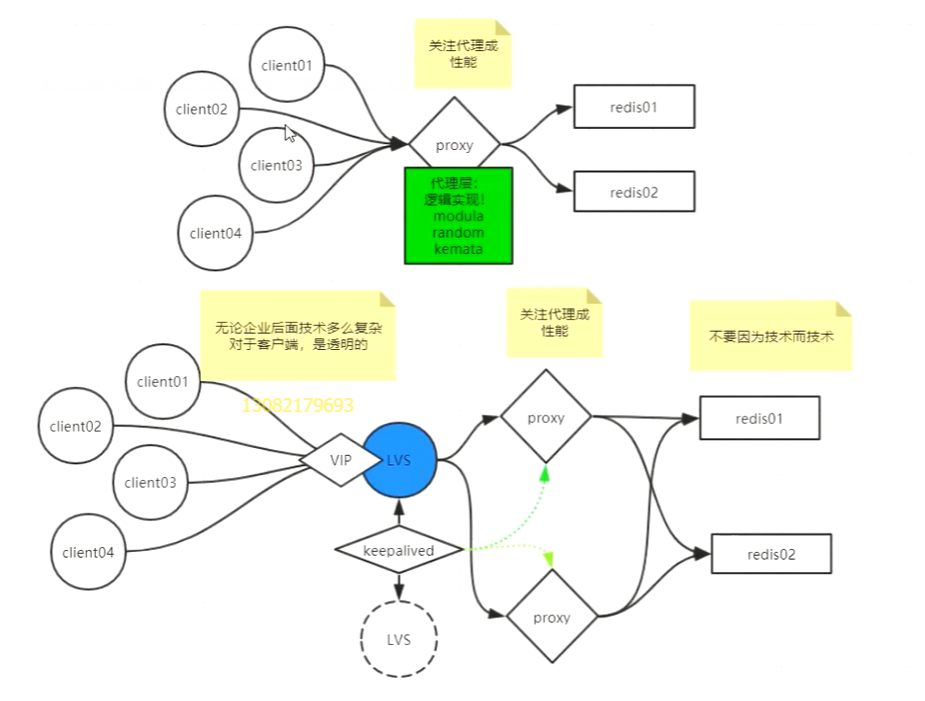 关注代理成
性能
client01
client02
client03
client04
proxy
redis01
redis02
代理层：
逻辑实现！
modula
random
kemata
无论企业后面技术多么复杂
对于客户端，是透明的
关注代理成
性能
不要因为技术而技术
13082179693
client01
client02
client03
client04
VIP
LVS
proxy
redis01
redis02
keepalived
proxy
LVS